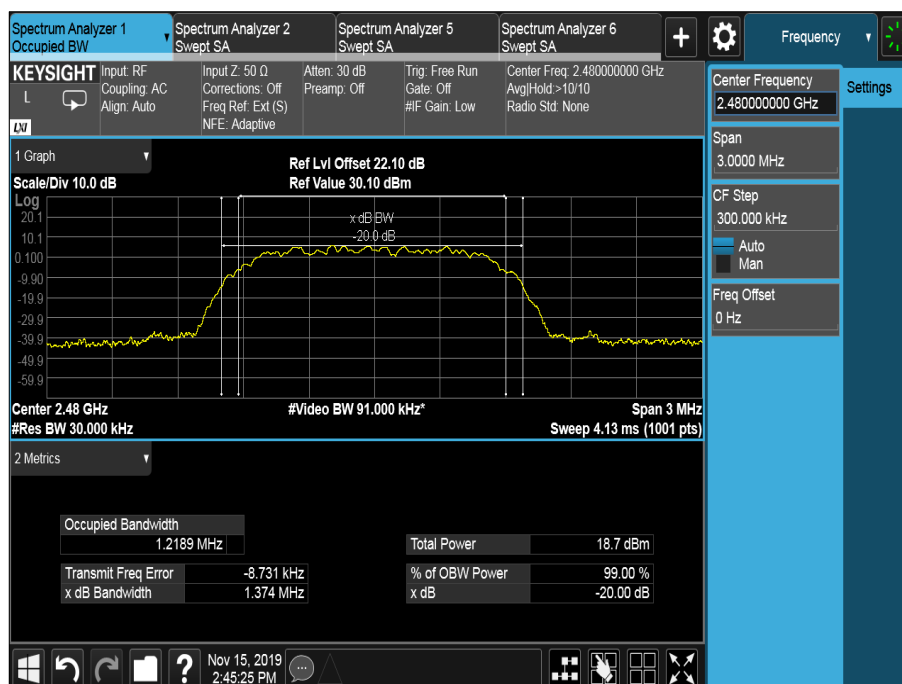 Spectrum Analyzer 1
Occupied BW
Spectrum Analyzer 2
Swept SA
Spectrum Analyzer 5
Swept SA
Spectrum Analyzer 6
Swept SA
+
Frequency
KEYSIGHT
L
LXI
Input: RF
Coupling: AC
Align: Auto
Input Z: 50 Ω
Corrections: Off
Freq Ref: Ext (S)
NFE: Adaptive
Atten: 30 dB
Preamp: Off
Trig: Free Run
Gate: Off
#IF Gain: Low
Center Freq: 2.480000000 GHz
Avg|Hold:>10/10
Radio Std: None
Center Frequency
2.480000000 GHz
Settings
Span
3.0000 MHz
CF Step
300.000 kHz
Auto
Man
Freq Offset
0 Hz
1 Graph
Scale/Div 10.0 dB
Ref Lvl Offset 22.10 dB
Ref Value 30.10 dBm
Log
20.1
10.1
0.100
-9.90
-19.9
-29.9
-39.9
-49.9
-59.9
x dB BW
-20.0 dB
Center 2.48 GHz
#Res BW 30.000 kHz
#Video BW 91.000 kHz*
Span 3 MHz
Sweep 4.13 ms (1001 pts)
2 Metrics
Occupied Bandwidth
1.2189 MHz
Transmit Freq Error -8.731 kHz
x dB Bandwidth 1.374 MHz
Total Power 18.7 dBm
% of OBW Power 99.00 %
x dB -20.00 dB
?
Nov 15, 2019
2:45:25 PM